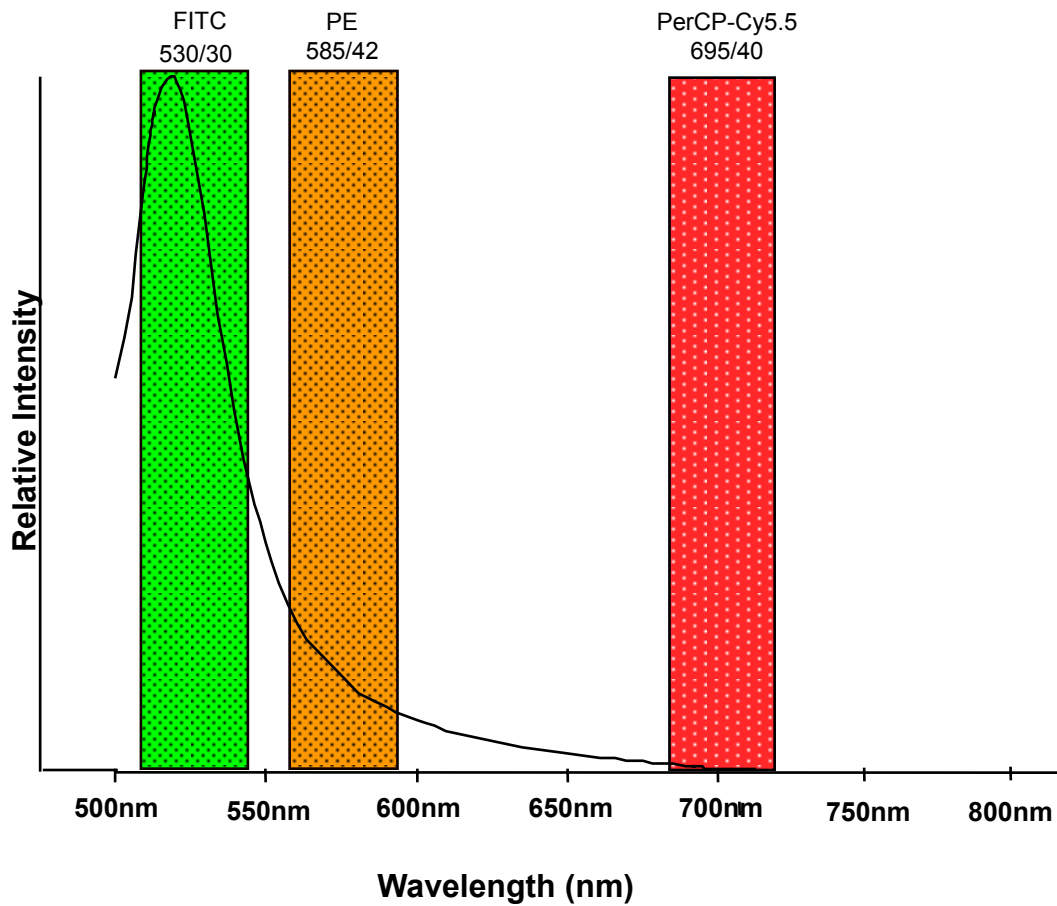 FITC
530/30
PE
585/42
PerCP-Cy5.5
695/40
Relative Intensity
500nm
550nm
600nm
650nm
700nm
750nm
800nm
Wavelength (nm)